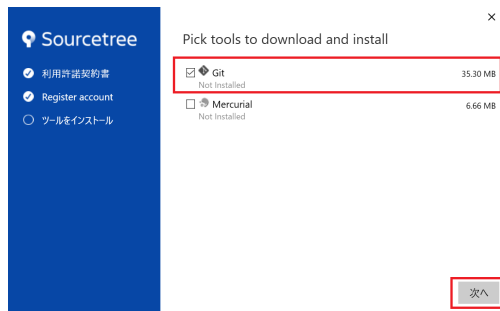 Sourcetree
利用許諾契約書
Register account
ツールをインストール
Pick tools to download and install
Git
35.30 MB
Not Installed
Mercurial
6.66 MB
Not Installed
次へ